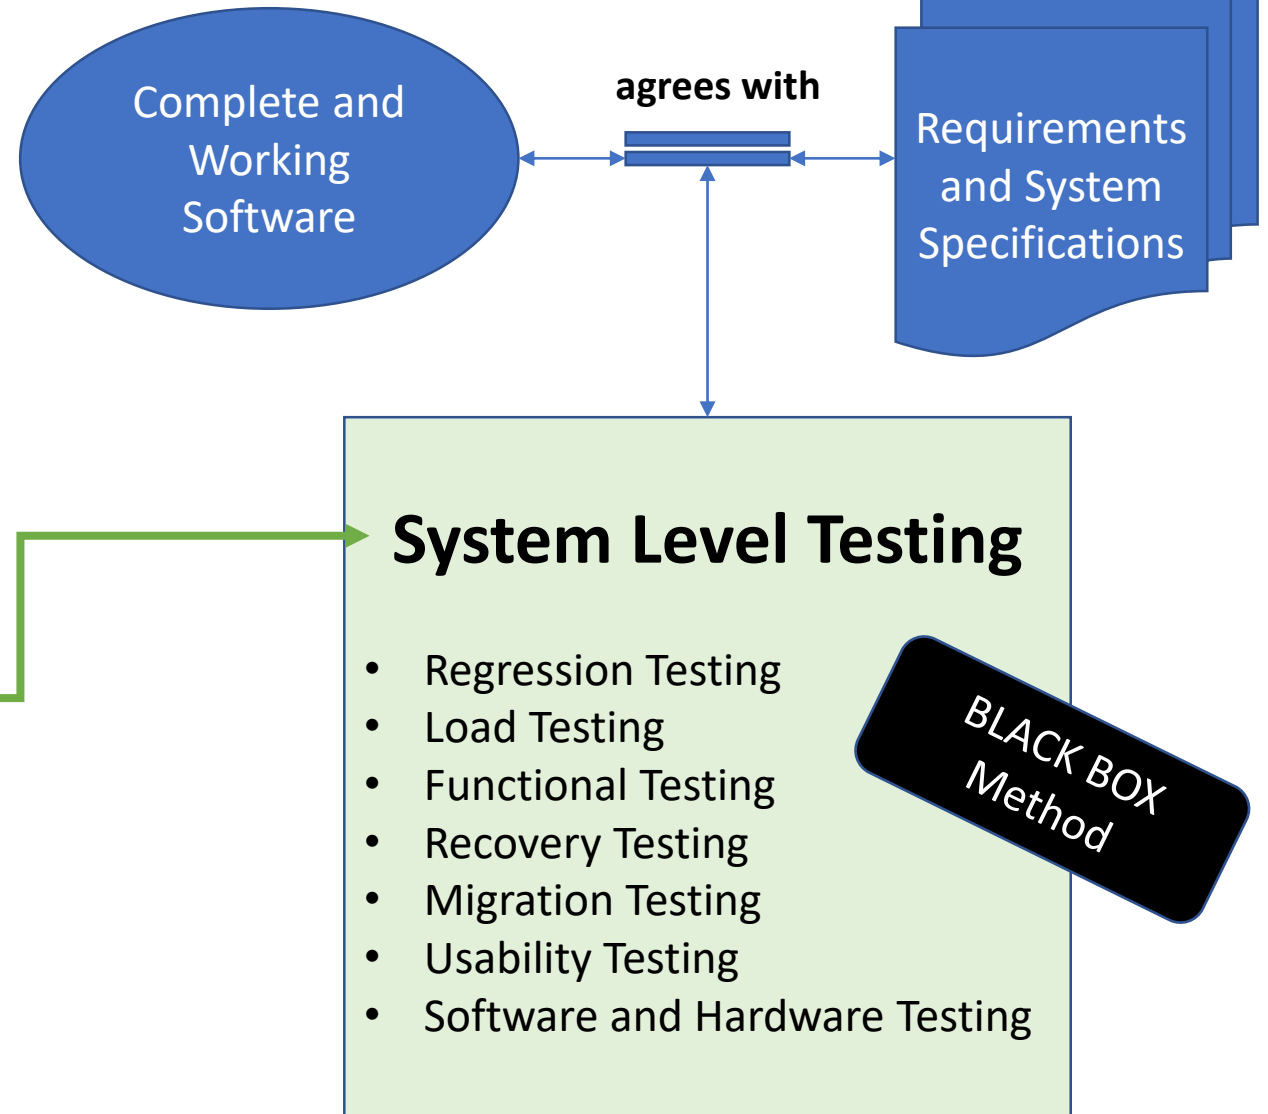 Complete and
Working
Software
agrees with
Requirements
and System
Specifications
System Level Testing
• Regression Testing
• Load Testing
• Functional Testing
• Recovery Testing
• Migration Testing
• Usability Testing
• Software and Hardware Testing
BLACK BOX
Method